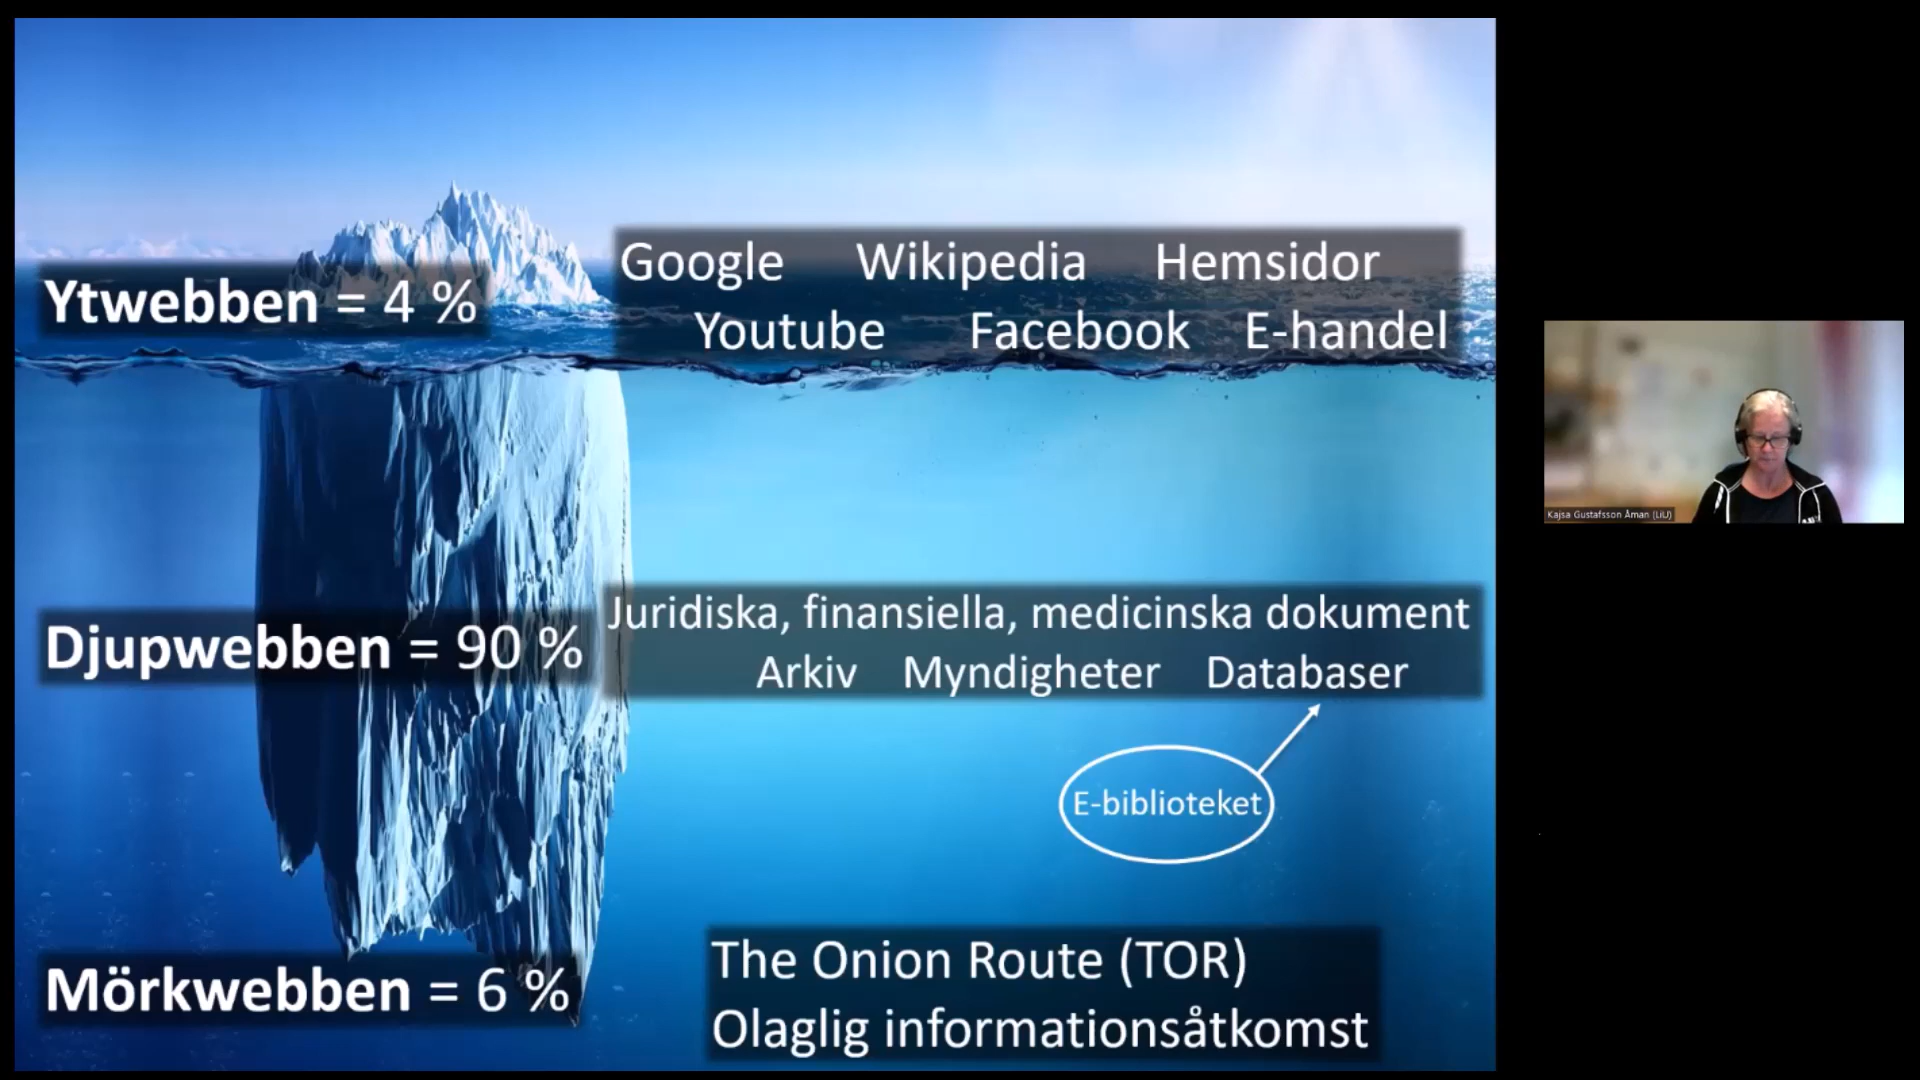 Google Wikipedia Hemsidor
Ytwebben = 4 %
Youtube Facebook E-handel
Juridiska, finansiella, medicinska dokument
Djupwebben = 90 %
Arkiv Myndigheter Databaser
E-biblioteket
The Onion Route (TOR)
Mörkwebben = 6 %
Olaglig informationsåtkomst
Kajsa Gustafsson Åman (LiU)